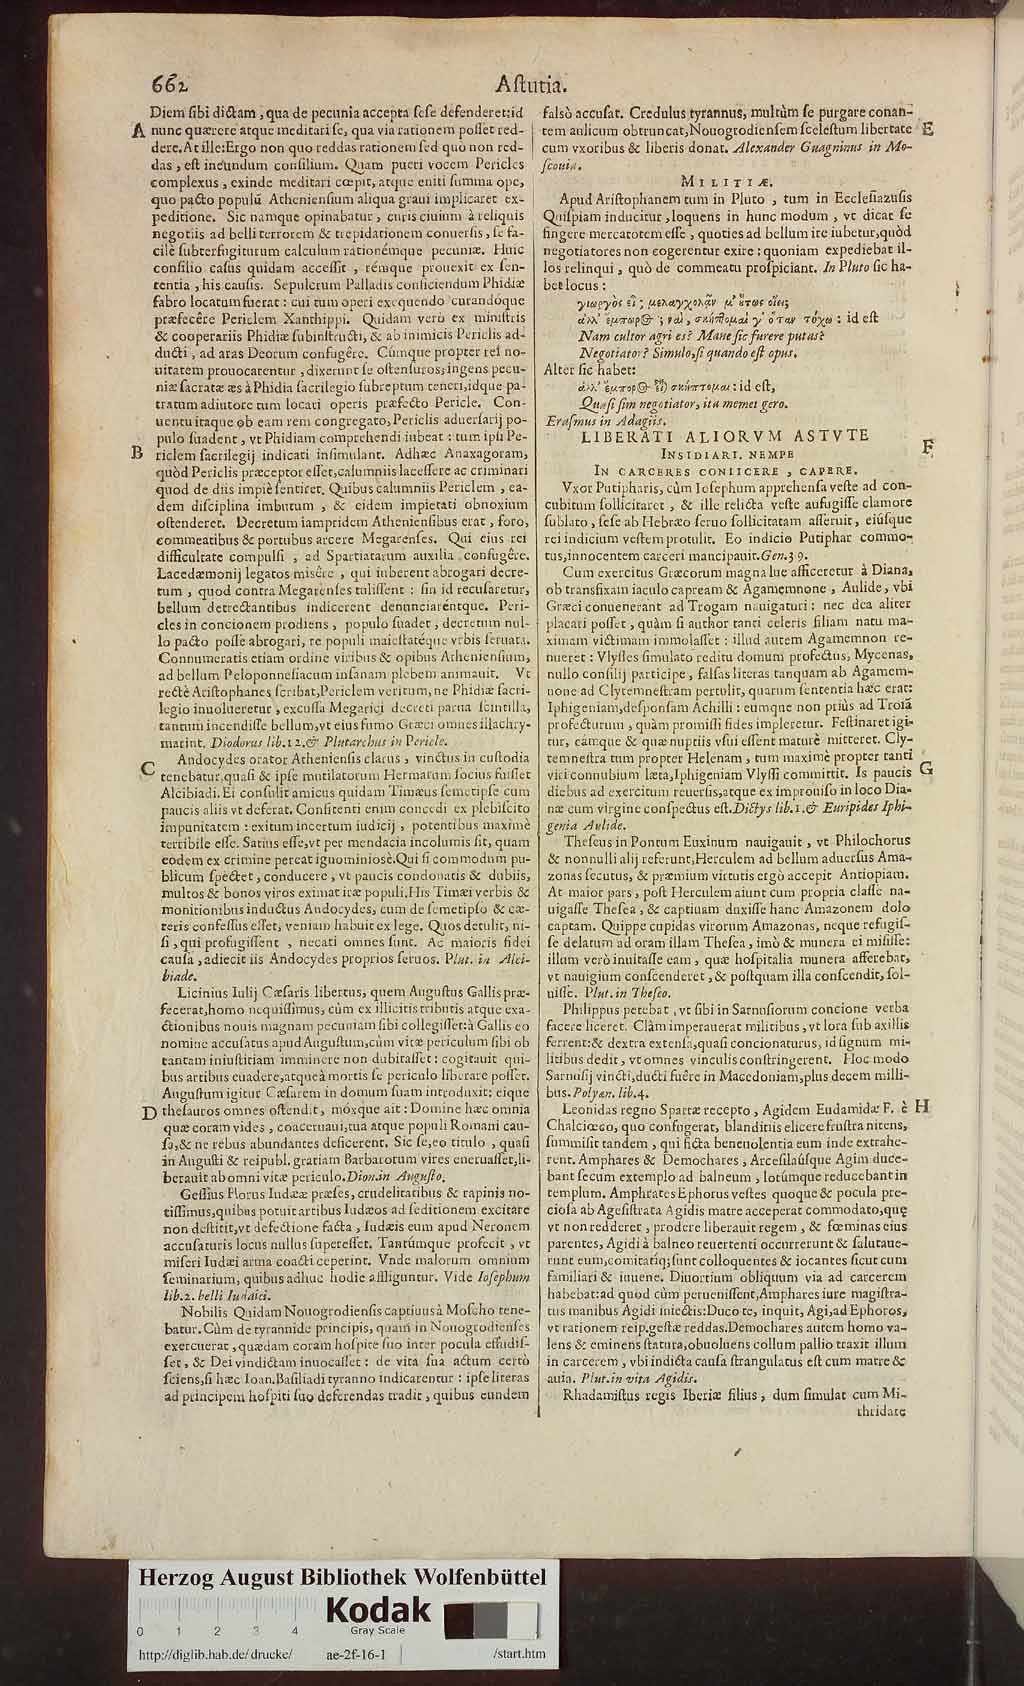 662
Aſtutia.
Diem ſibi dictam, qua de pecunia accepta ſeſe defenderet: id
A nunc quærere atque meditari ſe, qua via rationem poſſet red-
dere. At ille: Ergo non quo reddas rationem ſed quò non red-
das, eſt ineundum conſilium. Quam pueri vocem Pericles
complexus, exinde meditari cœpit, atque eniti ſumma ope,
quo pacto populū Athenienſium aliqua graui implicaret ex-
peditione. Sic namque opinabatur, curis ciuium à reliquis
negotiis ad belli terrorem & trepidationem conuerſis, ſe fa-
cilè ſubterfugiturum calculum rationémque pecuniæ. Huic
conſilio caſus quidam acceſſit, rémque prouexit ex ſen-
tentia, his cauſis. Sepulcrum Palladis conficiendum Phidiæ
fabro locatum fuerat: cui tum operi exequendo curandóque
præfecêre Periclem Xanthippi. Quidam verò ex miniſtris
& cooperariis Phidiæ ſubinſtructi, & ab inimicis Periclis ad-
ducti, ad aras Deorum confugêre. Cúmque propter rei no-
uitatem prouocarentur, dixerunt ſe oſtenſuros; ingens pecu-
niæ ſacratæ æs à Phidia ſacrilegio ſubreptum teneri, idque pa-
tratum adiutore tum locati operis præfecto Pericle. Con-
uentu itaque ob eam rem congregato, Periclis aduerſarij po-
pulo ſuadent, vt Phidiam comprehendi iubeat: tum ipſi Pe-
B riclem ſacrilegij indicati inſimulant. Adhæc Anaxagoram,
quòd Periclis præceptor eſſet, calumniis laceſſere ac criminari
quod de diis impiè ſentiret. Quibus calumniis Periclem, ea-
dem diſciplina imbutum, & eidem impietati obnoxium
oſtenderet. Decretum iampridem Athenienſibus erat, foro,
commeatibus & portubus arcere Megarenſes. Qui eius rei
difficultate compulſi, ad Spartiatarum auxilia confugêre.
Lacedæmonij legatos misêre, qui iuberent abrogari decre-
tum, quod contra Megarenſes tuliſſent: ſin id recuſaretur,
bellum detrectantibus indicerent denunciaréntque. Peri-
cles in concionem prodiens, populo ſuadet, decretum nul-
lo pacto poſſe abrogari, re populi maieſtatéque vrbis ſeruata.
Connumeratis etiam ordine viribus & opibus Athenienſium,
ad bellum Peloponneſiacum inſanam plebem animauit. Vt
rectè Ariſtophanes ſcribat, Periclem veritum, ne Phidiæ ſacri-
legio inuolueretur, excuſſa Megarici decreti parua ſcintilla,
tantum incendiſſe bellum, vt eius fumo Græci omnes illachry-
marint. Diodorus lib. 12. & Plutarchus in Pericle.
Andocydes orator Athenienſis clarus, vinctus in cuſtodia
C tenebatur, quaſi & ipſe mutilatorum Hermarum ſocius fuiſſet
Alcibiadi. Ei conſulit amicus quidam Timæus ſemetipſe cum
paucis aliis vt deferat. Confitenti enim concedi ex plebiſcito
impunitatem: exitum incertum iudicij, potentibus maximè
terribile eſſe. Satius eſſe, vt per mendacia incolumis ſit, quam
eodem ex crimine pereat ignominiosè. Qui ſi commodum pu-
blicum ſpectet, conducere, vt paucis condonatis & dubiis,
multos & bonos viros eximat iræ populi. His Timæi verbis &
monitionibus inductus Andocydes, cum de ſemetipſo & cæ-
teris confeſſus eſſet, veniam habuit ex lege. Quos detulit, ni-
ſi, qui profugiſſent, necati omnes ſunt. Ac maioris fidei
cauſa, adiecit iis Andocydes proprios ſeruos. Plut. in Alci-
biade.
Licinius Iulij Cæſaris libertus, quem Auguſtus Gallis præ-
fecerat, homo nequiſſimus, cùm ex illicitis tributis atque exa-
ctionibus nouis magnam pecuniam ſibi collegiſſet: à Gallis eo
nomine accuſatus apud Auguſtum, cùm vitæ periculum ſibi ob
tantam iniuſtitiam imminere non dubitaſſet: cogitauit qui-
bus artibus euadere, atque à mortis ſe periculo liberare poſſet.
Auguſtum igitur Cæſarem in domum ſuam introduxit: eique
D theſauros omnes oſtendit, móxque ait: Domine hæc omnia
quæ coram vides, coaceruaui, tua atque populi Romani cau-
ſa, & ne rebus abundantes deficerent. Sic ſe, eo titulo, quaſi
in Auguſti & reipubl. gratiam Barbarorum vires eneruaſſet, li-
berauit ab omni vitæ periculo. Dion. in Auguſto.
Geſſius Florus Iudææ præſes, crudelitatibus & rapinis no-
tiſſimus, quibus potuit artibus Iudæos ad ſeditionem excitare
non deſtitit, vt defectione facta, Iudæis eum apud Neronem
accuſaturis locus nullus ſupereſſet. Tantúmque profecit, vt
miſeri Iudæi arma coacti ceperint. Vnde malorum omnium
ſeminarium, quibus adhuc hodie affliguntur. Vide Ioſephum
lib. 2. belli Iudaici.
Nobilis Quidam Nouogrodienſis captiuus à Moſcho tene-
batur. Cùm de tyrannide principis, quam in Nouogrodienſes
exercuerat, quædam coram hoſpite ſuo inter pocula effudiſ-
ſet, & Dei vindictam inuocaſſet: de vita ſua actum certò
ſciens, ſi hæc Ioan. Baſiliadi tyranno indicarentur: ipſe literas
ad principem hoſpiti ſuo deferendas tradit, quibus eundem
falsò accuſat. Credulus tyrannus, multùm ſe purgare conan-
tem aulicum obtruncat, Nouogrodienſem ſceleſtum libertate E
cum vxoribus & liberis donat. Alexander Guagninus in Mo-
ſcouia.
MILITIÆ.
Apud Ariſtophanem tum in Pluto, tum in Eccleſiazuſis
Quiſpiam inducitur, loquens in hunc modum, vt dicat ſe
fingere mercatorem eſſe, quoties ad bellum ire iubetur, quòd
negotiatores non cogerentur exire: quoniam expediebat il-
los relinqui, quò de commeatu proſpiciant. In Pluto ſic ha-
bet locus:
γεωργὸς εἶ; μελαγχολᾶν μ' οὕτως οἴει;
ἀλλ' ἔμπορος; ναὶ, σκήπτομαί γ' ὅταν τύχω: id eſt
Nam cultor agri es? Mane ſic furere putas?
Negotiator? Simulo, ſi quando eſt opus.
Alter ſic habet:
ἀλλ' ἔμπορος εἶναι σκήπτομαι: id eſt,
Quaſi ſim negotiator, ita memet gero.
Eraſmus in Adagiis.
LIBERATI ALIORVM ASTVTE F
INSIDIARI. NEMPE
IN CARCERES CONIICERE, CAPERE.
Vxor Putipharis, cùm Ioſephum apprehenſa veſte ad con-
cubitum ſollicitaret, & ille relicta veſte aufugiſſe clamore
ſublato, ſeſe ab Hebræo ſeruo ſollicitatam aſſeruit, eiúſque
rei indicium veſtem protulit. Eo indicio Putiphar commo-
tus, innocentem carceri mancipauit. Gen. 39.
Cum exercitus Græcorum magna lue afficeretur à Diana,
ob transfixam iaculo capream & Agamemnone, Aulide, vbi
Græci conuenerant ad Trogam nauigaturi: nec dea aliter
placari poſſet, quàm ſi author tanti celeris filiam natu ma-
ximam victimam immolaſſet: illud autem Agamemnon re-
nueret: Vlyſſes ſimulato reditu domum profectus, Mycenas,
nullo conſilij participe, falſas literas tanquam ab Agamem-
none ad Clytemneſtram pertulit, quarum ſententia hæc erat:
Iphigeniam, deſponſam Achilli: eumque non priùs ad Troiā
profecturum, quàm promiſſi fides impleretur. Feſtinaret igi-
tur, eámque & quæ nuptiis vſui eſſent maturè mitteret. Cly-
temneſtra tum propter Helenam, tum maximè propter tanti
viri connubium læta, Iphigeniam Vlyſſi committit. Is paucis G
diebus ad exercitum reuerſis, atque ex improuiſo in loco Dia-
næ cum virgine conſpectus eſt. Dictys lib. 1. & Euripides Iphi-
genia Aulide.
Theſeus in Pontum Euxinum nauigauit, vt Philochorus
& nonnulli alij referunt, Herculem ad bellum aduerſus Ama-
zonas ſecutus, & præmium virtutis ergò accepit Antiopiam.
At maior pars, poſt Herculem aiunt cum propria claſſe na-
uigaſſe Theſea, & captiuam duxiſſe hanc Amazonem dolo
captam. Quippe cupidas virorum Amazonas, neque refugiſ-
ſe delatum ad oram illam Theſea, imò & munera ei miſiſſe:
illum verò inuitaſſe eam, quæ hoſpitalia munera afferebat,
vt nauigium conſcenderet, & poſtquam illa conſcendit, ſol-
uiſſe. Plut. in Theſeo.
Philippus petebat, vt ſibi in Sarnuſiorum concione verba
facere liceret. Clàm imperauerat militibus, vt lora ſub axillis
ferrent: & dextra extenſa, quaſi concionaturus, id ſignum mi-
litibus dedit, vt omnes vinculis conſtringerent. Hoc modo
Sarnuſij vincti, ducti fuêre in Macedoniam, plus decem milli-
bus. Polyæn. lib. 4.
Leonidas regno Spartæ recepto, Agidem Eudamidæ F. è H
Chalciœco, quo confugerat, blanditiis elicere fruſtra nitens,
ſummiſit tandem, qui ficta beneuolentia eum inde extrahe-
rent. Amphares & Demochares, Arceſilaúſque Agim duce-
bant ſecum extemplo ad balneum, lotúmque reducebant in
templum. Amphrates Ephorus veſtes quoque & pocula pre-
cioſa ab Ageſiſtrata Agidis matre acceperat commodato, quę
vt non redderet, prodere liberauit regem, & fœminas eius
parentes, Agidi à balneo reuertenti occurrerunt & ſalutaue-
runt eum, comitatiq; ſunt colloquentes & iocantes ſicut cum
familiari & iuuene. Diuortium obliquum via ad carcerem
habebat: ad quod cùm perueniſſent, Amphares iure magiſtra-
tus manibus Agidi iniectis: Duco te, inquit, Agi, ad Ephoros,
vt rationem reip. geſtæ reddas. Demochares autem homo va-
lens & eminens ſtatura, obuoluens collum pallio traxit illum
in carcerem, vbi indicta cauſa ſtrangulatus eſt cum matre &
auia. Plut. in vita Agidis.
Rhadamiſtus regis Iberiæ filius, dum ſimulat cum Mi-
thridate
Herzog August Bibliothek Wolfenbüttel
Kodak
Gray Scale
0 1 2 3 4
http://diglib.hab.de/drucke/ ae-2f-16-1 /start.htm